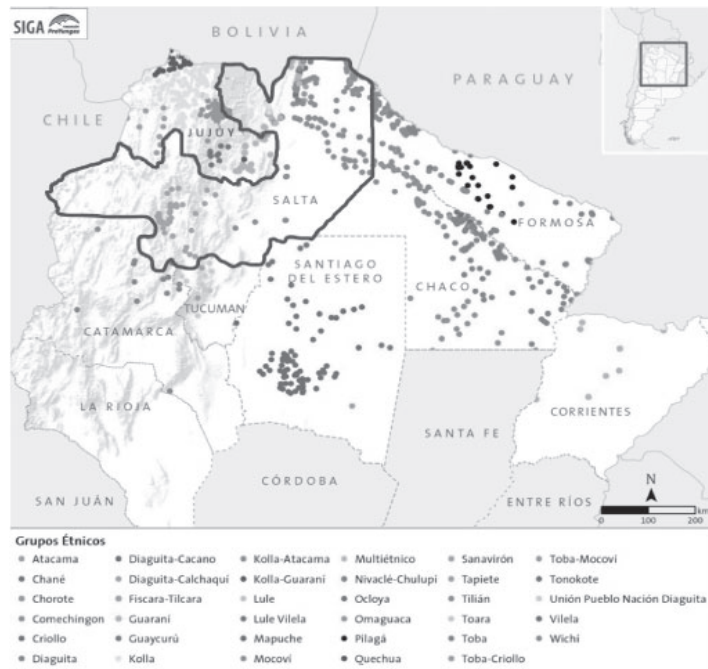 SIGA
ProYungas
BOLIVIA
PARAGUAY
CHILE
JUJUY
SALTA
FORMOSA
SANTIAGO
DEL ESTERO
CHACO
TUCUMAN
CATAMARCA
LA RIOJA
CORRIENTES
SANTA FE
CÓRDOBA
SAN JUÁN
ENTRE RÍOS
N
km
0 100 200
Grupos Étnicos
Atacama
Chané
Chorote
Comechingon
Criollo
Diaguita
Diaguita-Cacano
Diaguita-Calchaquí
Fiscara-Tilcara
Guaraní
Guaycurú
Kolla
Kolla-Atacama
Kolla-Guaraní
Lule
Lule Vilela
Mapuche
Mocoví
Multiétnico
Nivaclé-Chulupí
Ocloya
Omaguaca
Pilagá
Quechua
Sanavirón
Tapiete
Tilián
Toara
Toba
Toba-Criollo
Toba-Mocoví
Tonokote
Unión Pueblo Nación Diaguita
Vilela
Wichí